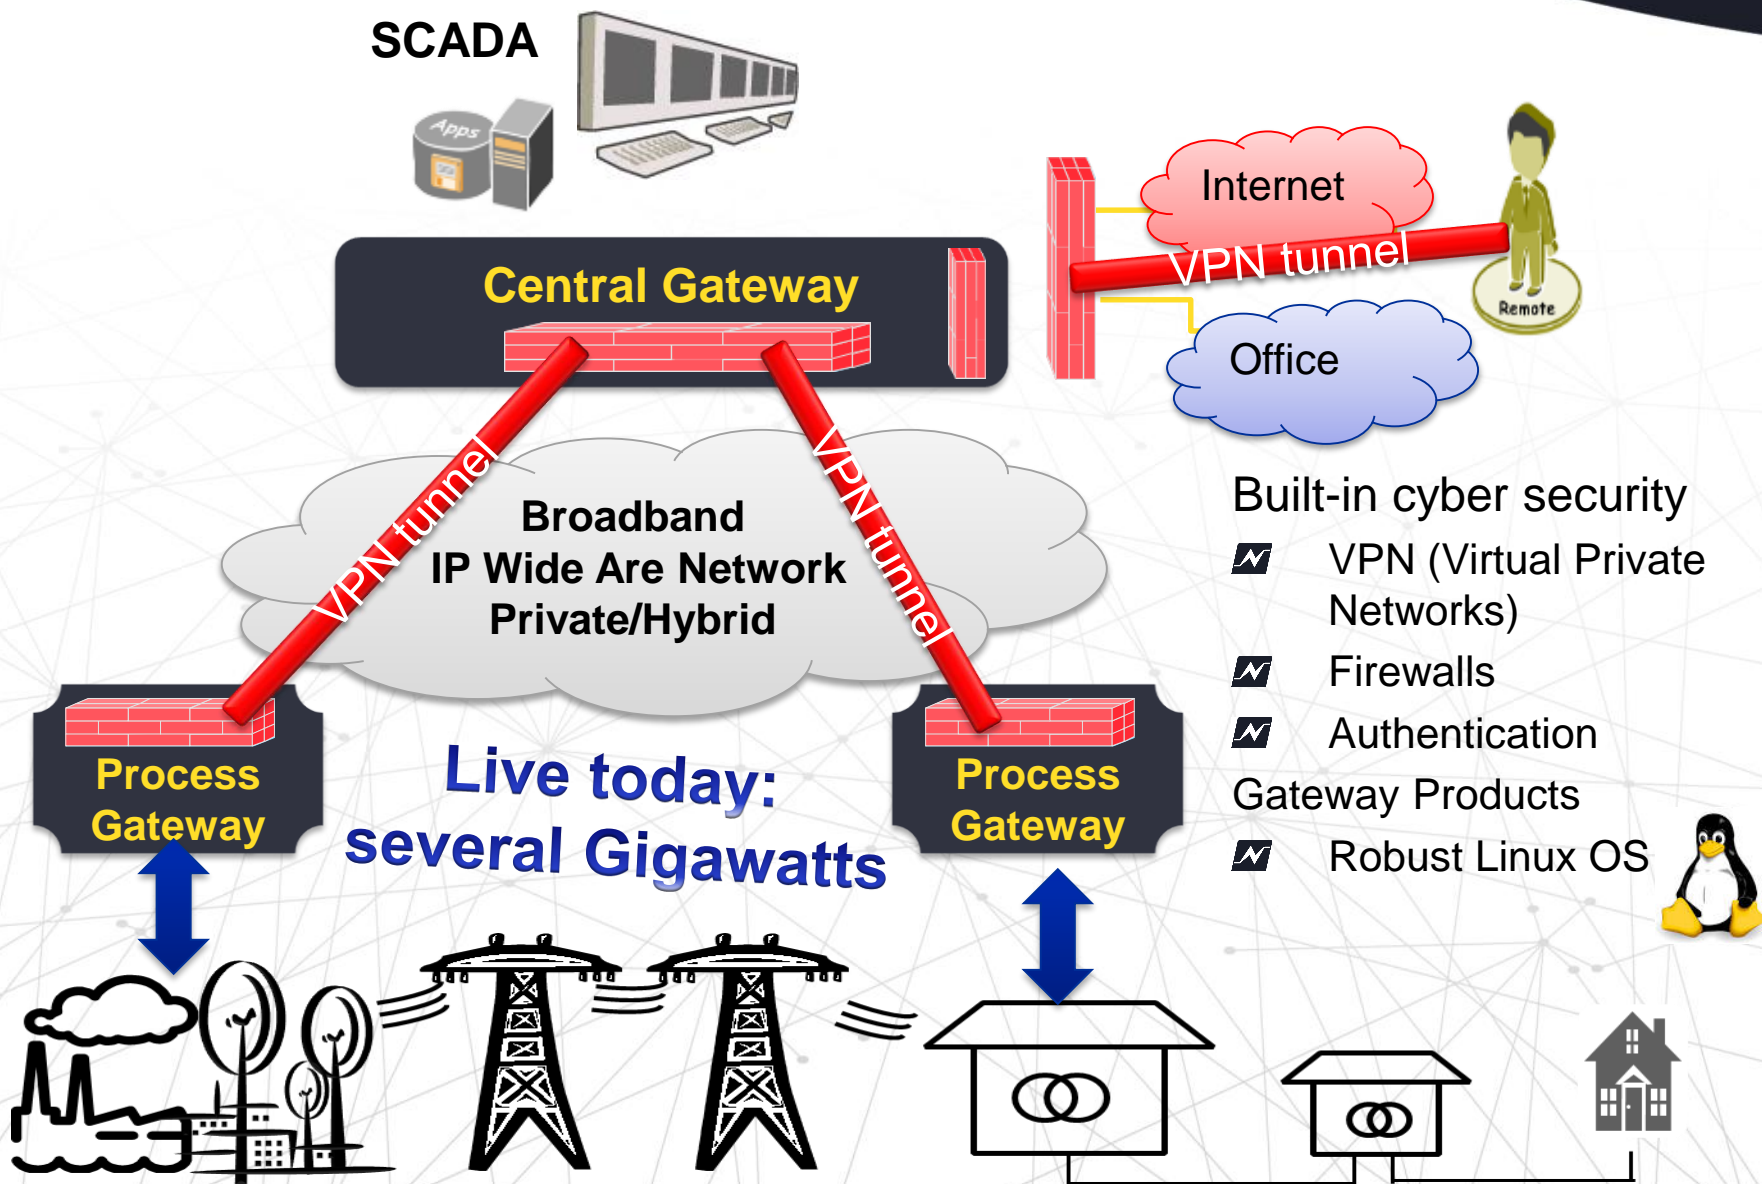 SCADA
Apps
Internet
VPN tunnel
Remote
Central Gateway
Office
VPN tunnel
VPN tunnel
Broadband
IP Wide Are Network
Private/Hybrid
Built-in cyber security
VPN (Virtual Private
Networks)
Firewalls
Authentication
Gateway Products
Robust Linux OS
Process
Gateway
Live today:
several Gigawatts
Process
Gateway